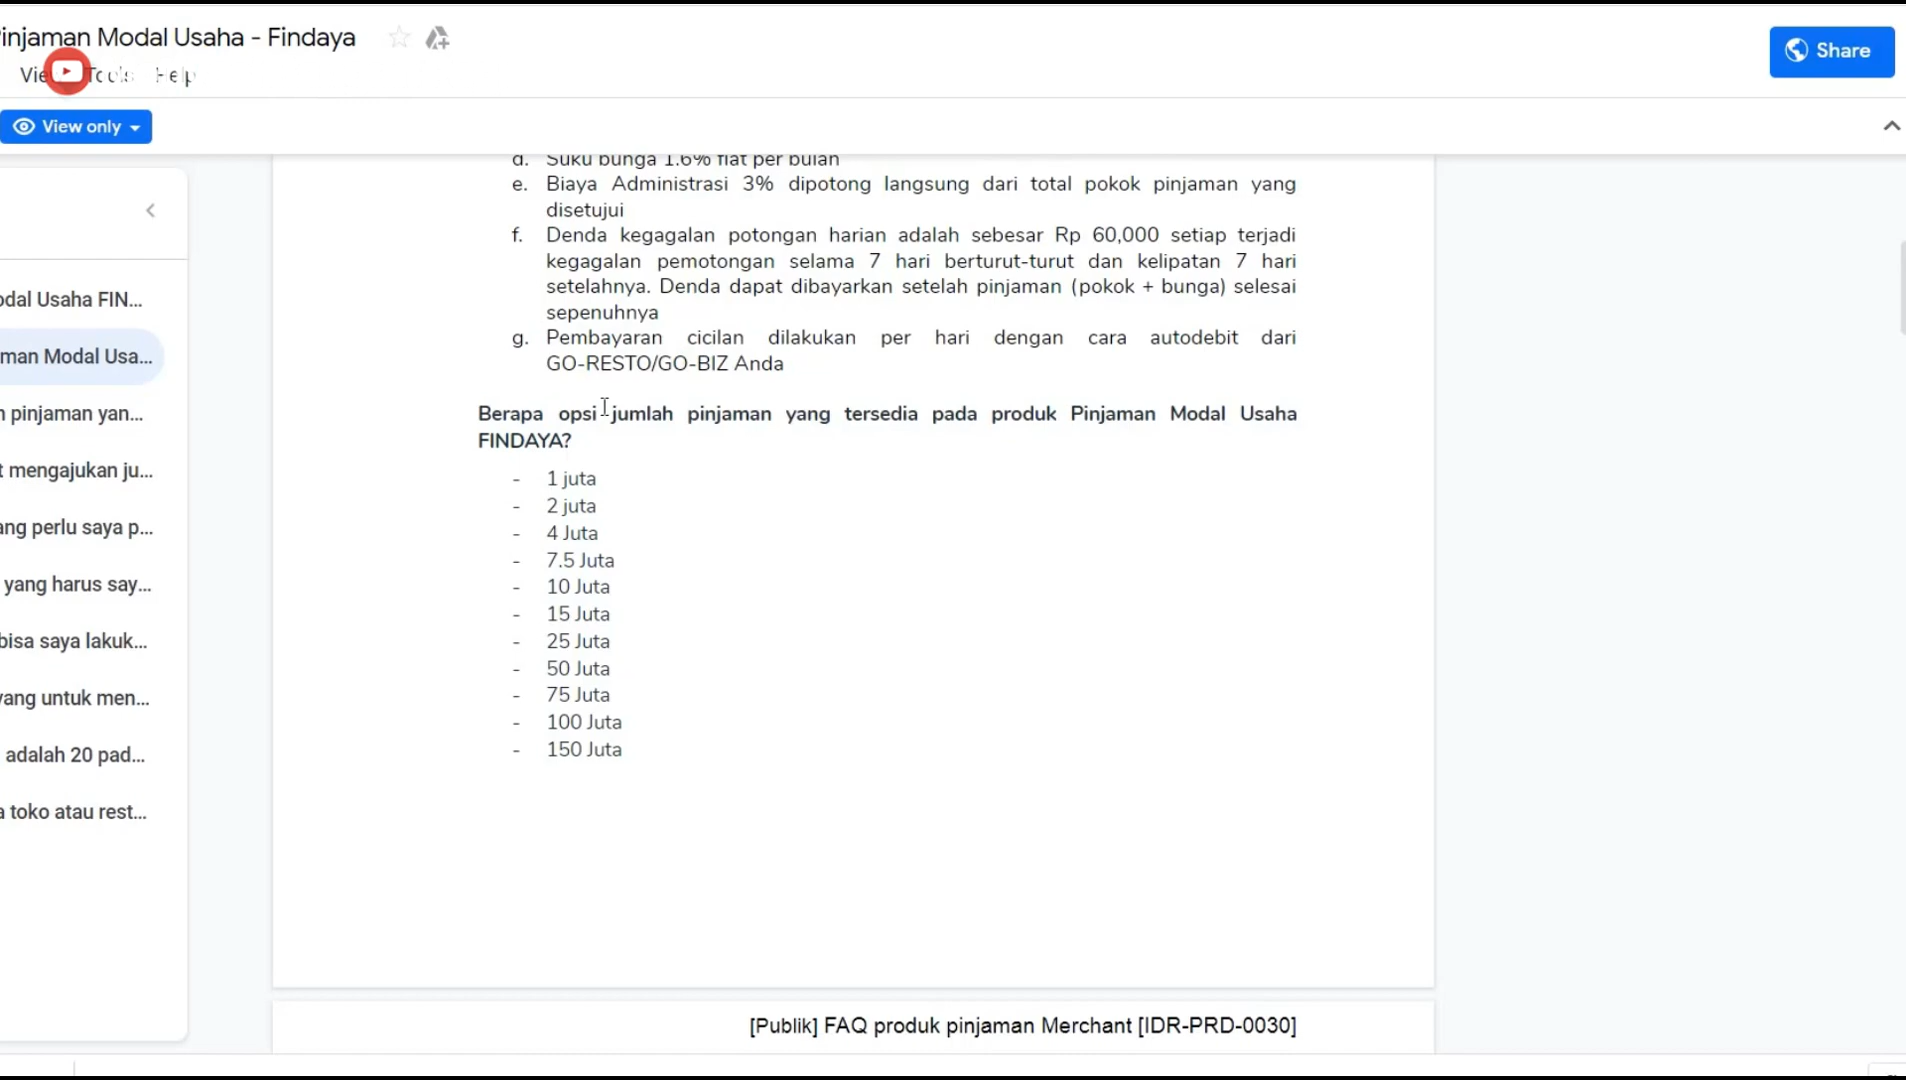 injaman Modal Usaha - Findaya
Share
Tools Help
View only
d. Suku bunga 1.6% flat per bulan
e. Biaya Administrasi 3% dipotong langsung dari total pokok pinjaman yang
disetujui
f. Denda kegagalan potongan harian adalah sebesar Rp 60,000 setiap terjadi
kegagalan pemotongan selama 7 hari berturut-turut dan kelipatan 7 hari
setelahnya. Denda dapat dibayarkan setelah pinjaman (pokok + bunga) selesai
sepenuhnya
g. Pembayaran cicilan dilakukan per hari dengan cara autodebit dari
GO-RESTO/GO-BIZ Anda
Berapa opsi jumlah pinjaman yang tersedia pada produk Pinjaman Modal Usaha
FINDAYA?
- 1 juta
- 2 juta
- 4 Juta
- 7.5 Juta
- 10 Juta
- 15 Juta
- 25 Juta
- 50 Juta
- 75 Juta
- 100 Juta
- 150 Juta
odal Usaha FIN...
man Modal Usa...
n pinjaman yan...
t mengajukan ju...
ang perlu saya p...
yang harus say...
bisa saya lakuk...
yang untuk men...
adalah 20 pad...
a toko atau rest...
[Publik] FAQ produk pinjaman Merchant [IDR-PRD-0030]